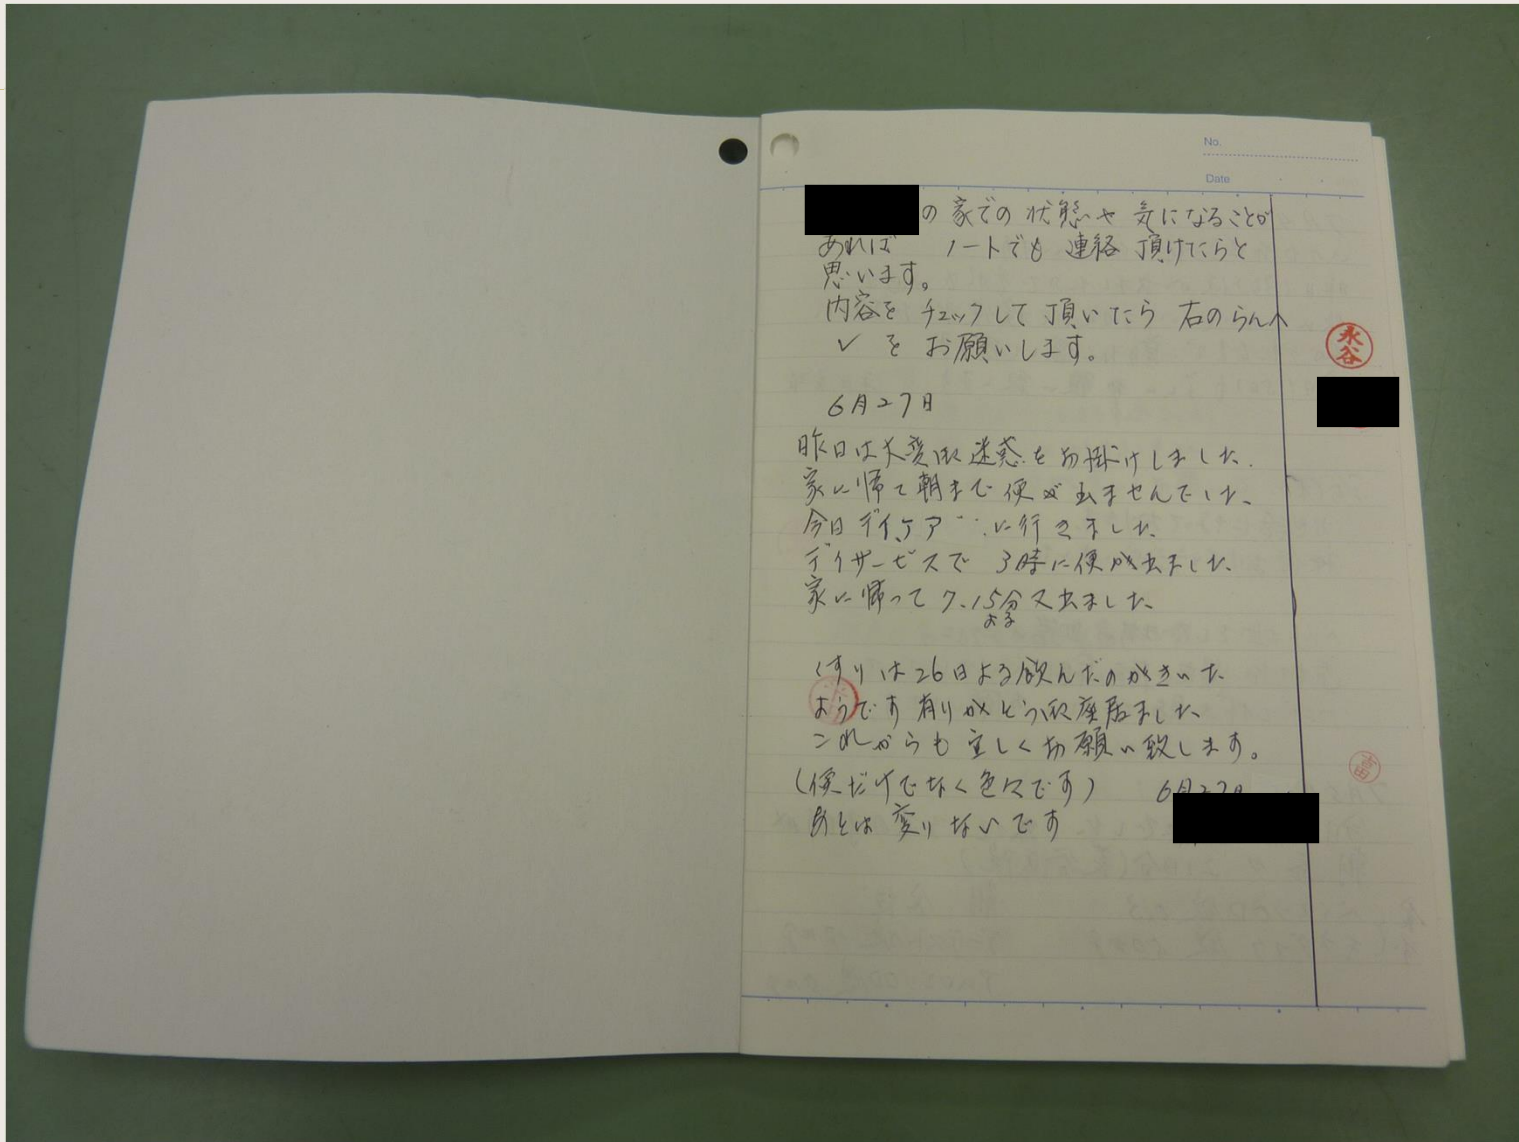 No.
Date
の家での状態や気になることが
あれば ノートでも連絡頂けたらと
思います。
内容をチェックして頂いたら右のらんへ
✓をお願いします。
永谷
6月27日
昨日は大変御迷惑をお掛けしました.
家に帰て朝まで便が出ませんでした、
今日デイケア に行きました
デイサービスで 3時に便が出ました、
家に帰って 7.15分又出ました、
よる
くすりは26日よる飲んだのがきいた
ようです有りがとう御座居ました、
これからも宜しくお願い致します。
(便だけでなく色々です) 6月27日
あとは変りないです